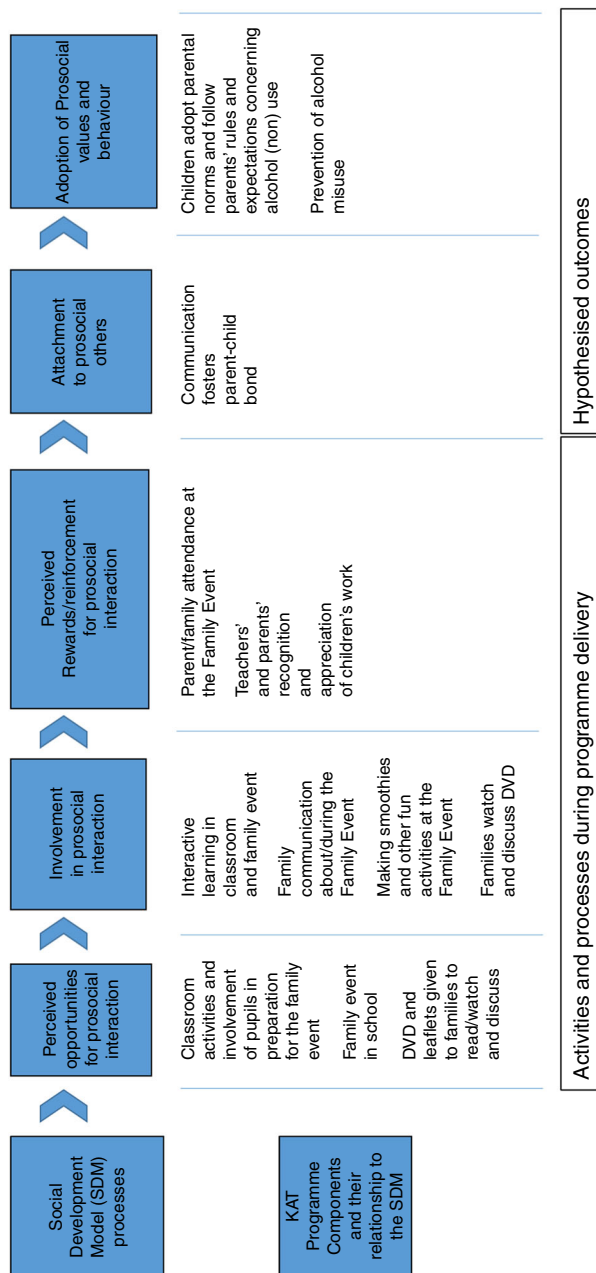 Social
Development
Model (SDM)
processes
Perceived
opportunities
for prosocial
interaction
Involvement
in prosocial
interaction
Perceived
Rewards/reinforcement
for prosocial
interaction
Attachment
to prosocial
others
Adoption of Prosocial
values and
behaviour
KAT
Programme
Components
and their
relationship to
the SDM
Classroom
activities and
involvement
of pupils in
preparation
for the family
event
Family event
in school
DVD and
leaflets given
to families to
read/watch
and discuss
Interactive
learning in
classroom
and family event
Family
communication
about/during the
Family Event
Making smoothies
and other fun
activities at the
Family Event
Families watch
and discuss DVD
Parent/family attendance at
the Family Event
Teachers’
and parents’
recognition
and
appreciation
of children’s work
Communication
fosters
parent-child
bond
Children adopt parental
norms and follow
parents’ rules and
expectations concerning
alcohol (non) use
Prevention of alcohol
misuse
Activities and processes during programme delivery
Hypothesised outcomes